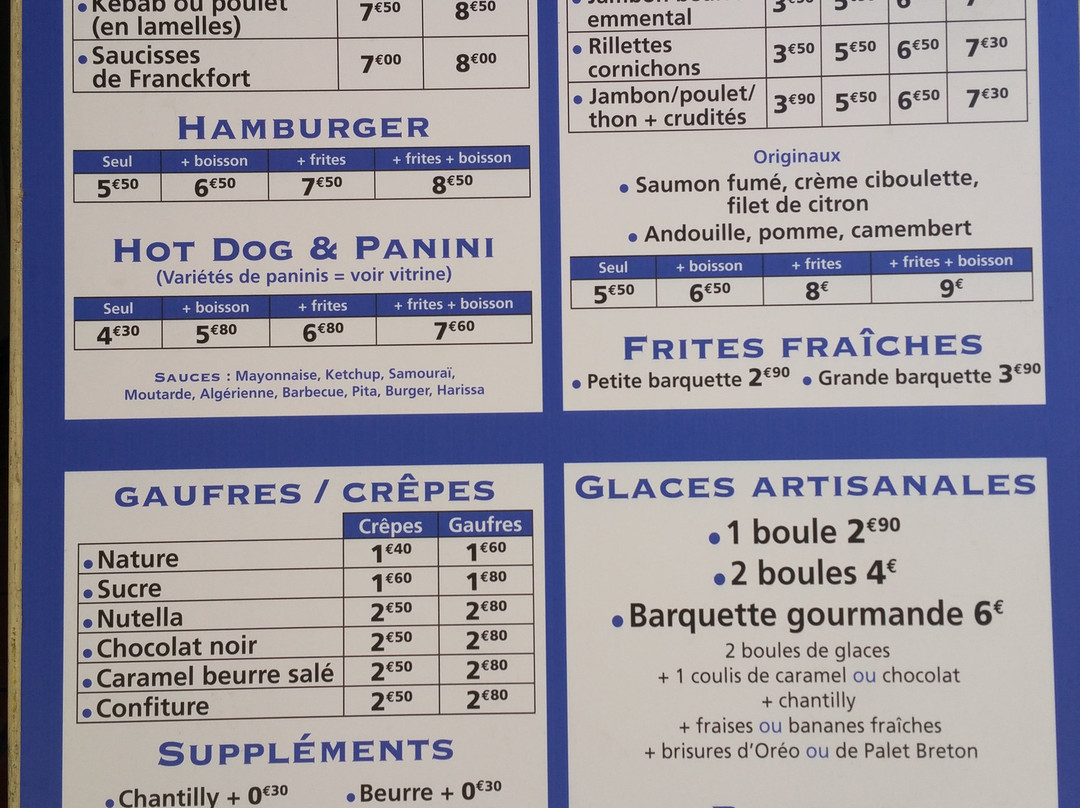 • Kebab ou poulet 7€50 8€50
(en lamelles)
• Saucisses
de Franckfort 7€00 8€00
HAMBURGER
Seul + boisson + frites + frites + boisson
5€50 6€50 7€50 8€50
HOT DOG & PANINI
(Variétés de paninis = voir vitrine)
Seul + boisson + frites + frites + boisson
4€30 5€80 6€80 7€60
SAUCES : Mayonnaise, Ketchup, Samouraï,
Moutarde, Algérienne, Barbecue, Pita, Burger, Harissa
emmental
• Rillettes
cornichons 3€50 5€50 6€50 7€30
• Jambon/poulet/
thon + crudités 3€90 5€50 6€50 7€30
Originaux
• Saumon fumé, crème ciboulette,
filet de citron
• Andouille, pomme, camembert
Seul + boisson + frites + frites + boisson
5€50 6€50 8€ 9€
FRITES FRAÎCHES
• Petite barquette 2€90 • Grande barquette 3€90
GAUFRES / CRÊPES
Crêpes Gaufres
• Nature 1€40 1€60
• Sucre 1€60 1€80
• Nutella 2€50 2€80
• Chocolat noir 2€50 2€80
• Caramel beurre salé 2€50 2€80
• Confiture 2€50 2€80
SUPPLÉMENTS
• Chantilly + 0€30 • Beurre + 0€30
GLACES ARTISANALES
• 1 boule 2€90
• 2 boules 4€
• Barquette gourmande 6€
2 boules de glaces
+ 1 coulis de caramel ou chocolat
+ chantilly
+ fraises ou bananes fraîches
+ brisures d'Oréo ou de Palet Breton